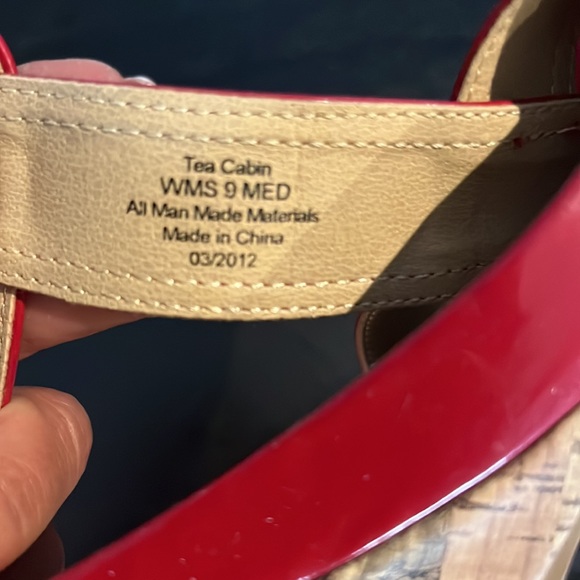 Tea Cabin
WMS 9 MED
All Man Made Materials
Made in China
03/2012